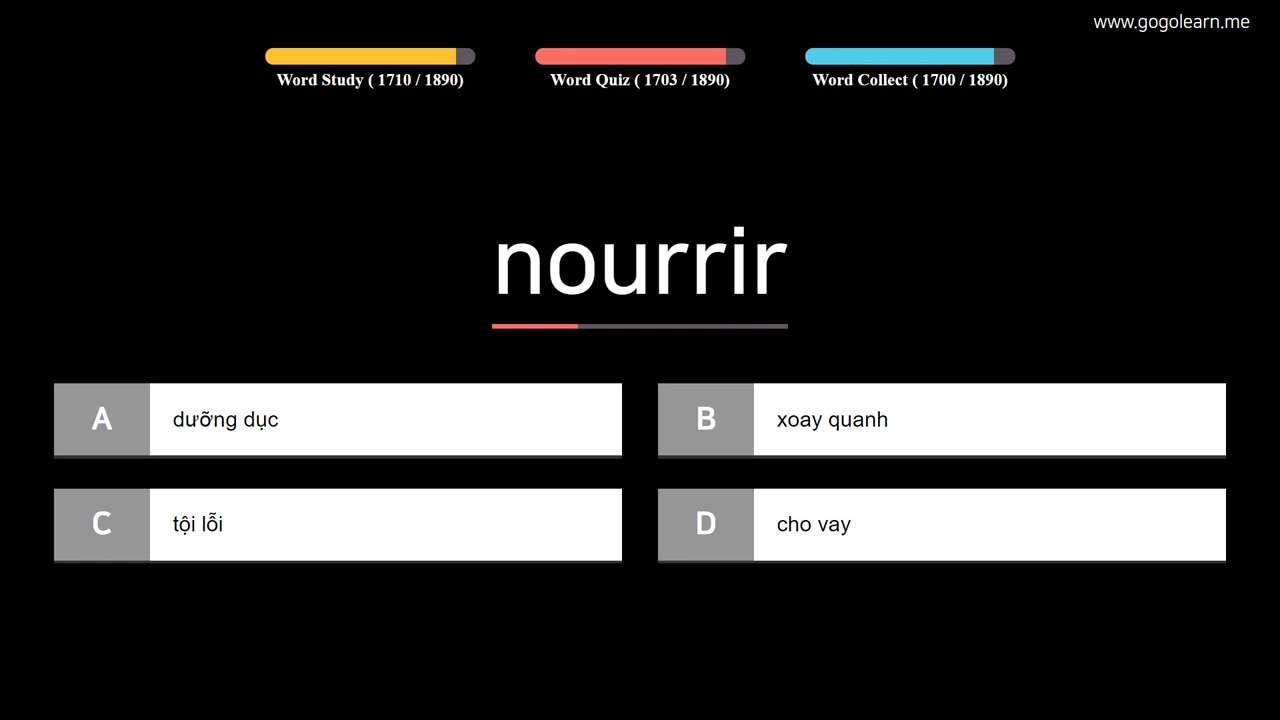 www.gogolearn.me
Word Study ( 1710 / 1890)
Word Quiz ( 1703 / 1890)
Word Collect ( 1700 / 1890)
nourrir
A dưỡng dục
B xoay quanh
C tội lỗi
D cho vay